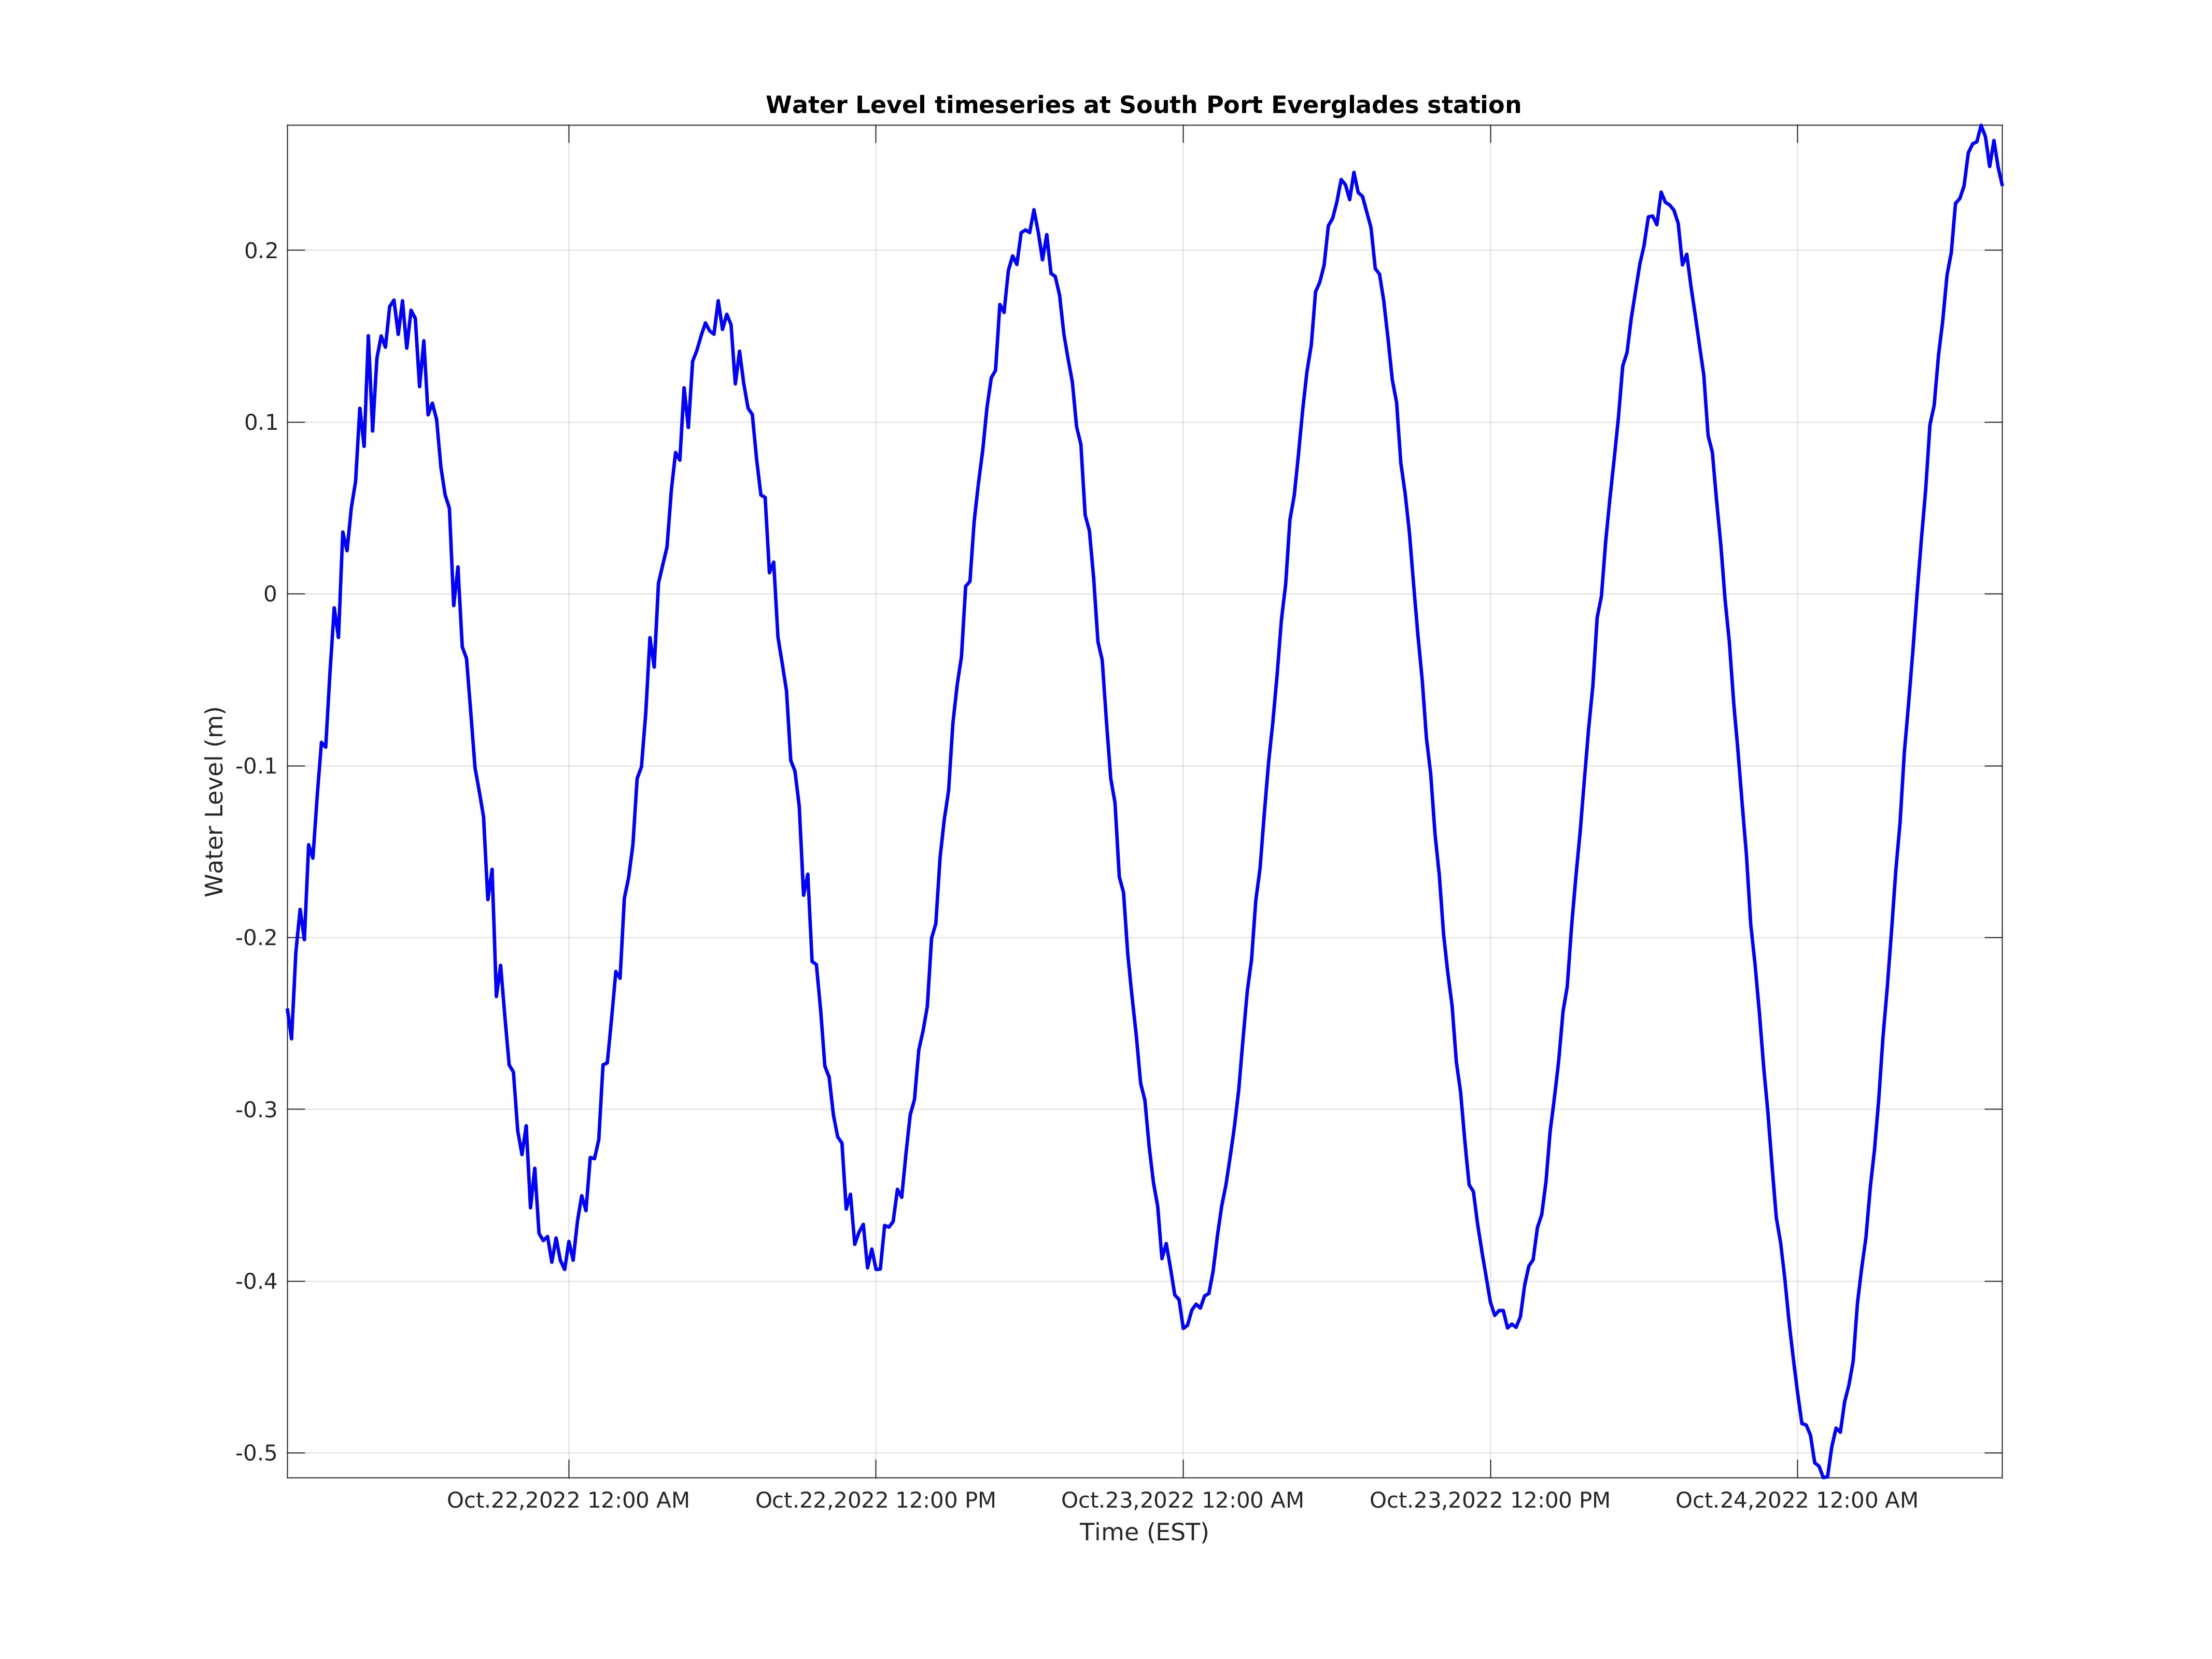 Water Level timeseries at South Port Everglades station
0.2
0.1
0
-0.1
-0.2
-0.3
-0.4
-0.5
Water Level (m)
Oct.22,2022 12:00 AM
Oct.22,2022 12:00 PM
Oct.23,2022 12:00 AM
Oct.23,2022 12:00 PM
Oct.24,2022 12:00 AM
Time (EST)